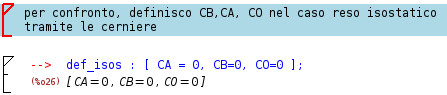 per confronto, definisco CB,CA, CO nel caso reso isostatico
tramite le cerniere
--> def_isos : [ CA = 0, CB=0, CO=0 ];
(%o26) [CA=0,CB=0,CO=0]